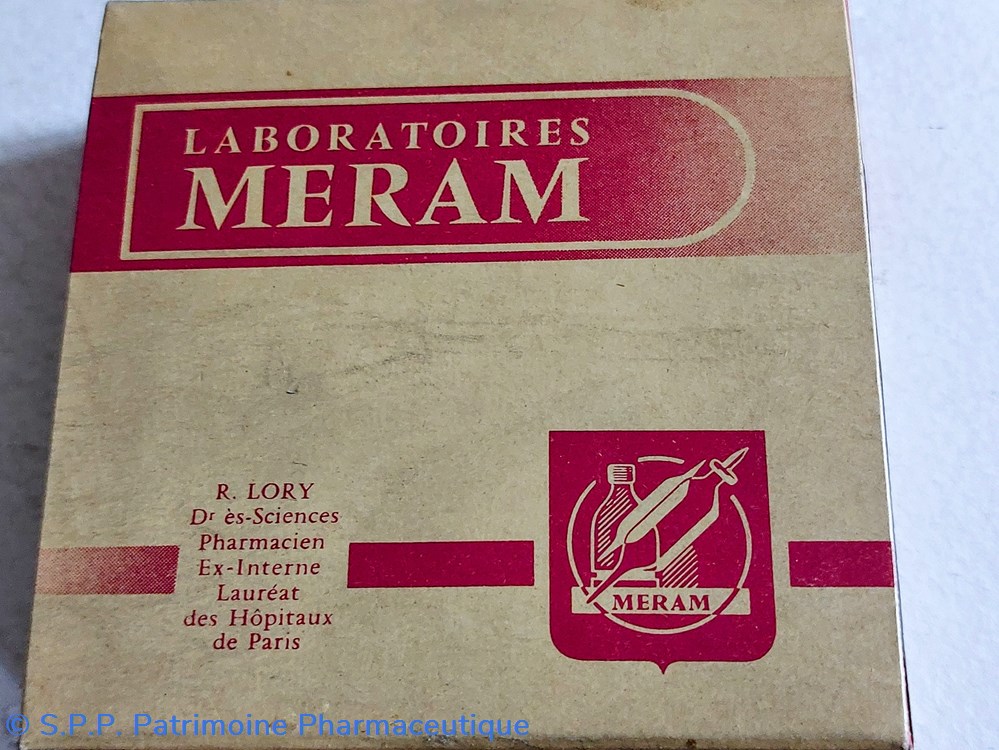 LABORATOIRES
MERAM
R. LORY
Dʳ ès-Sciences
Pharmacien
Ex-Interne
Lauréat
des Hôpitaux
de Paris
MERAM
© S.P.P. Patrimoine Pharmaceutique